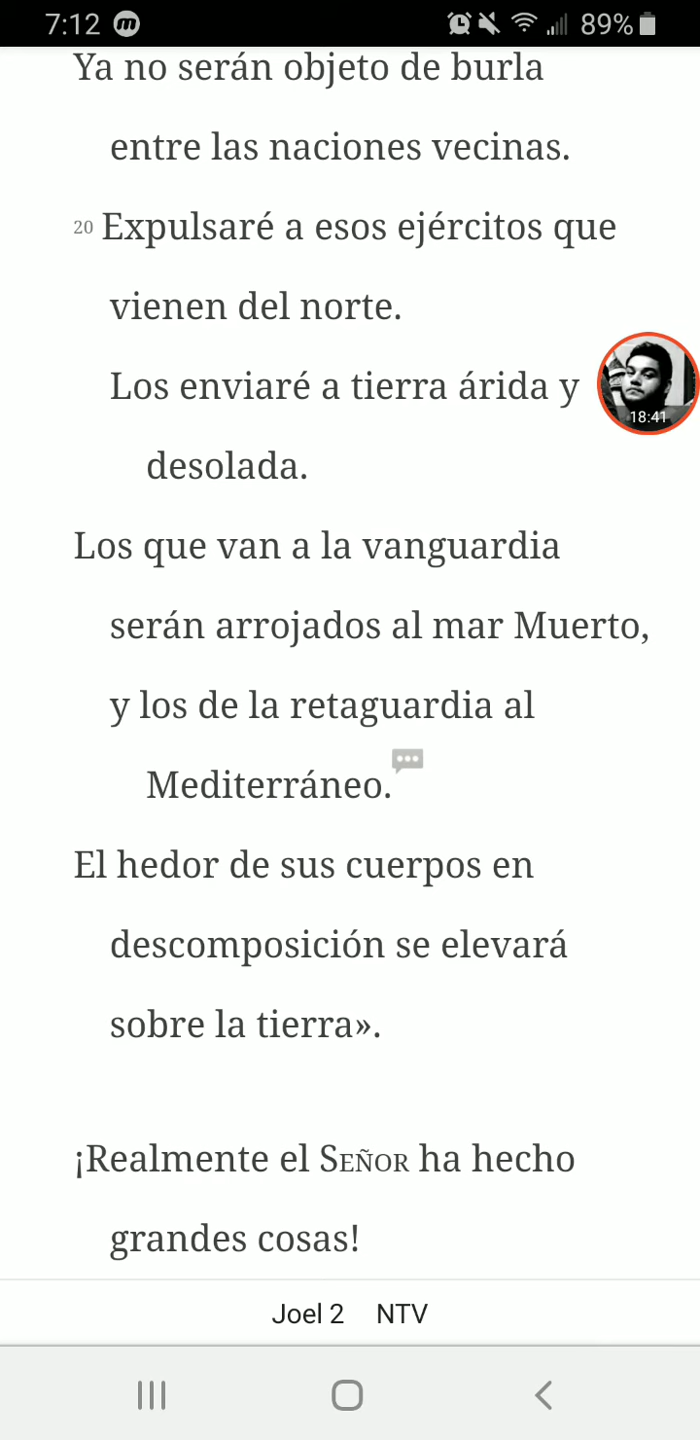 7:12 m 89%
Ya no serán objeto de burla
entre las naciones vecinas.
20 Expulsaré a esos ejércitos que
vienen del norte.
Los enviaré a tierra árida y
18:41
desolada.
Los que van a la vanguardia
serán arrojados al mar Muerto,
y los de la retaguardia al
Mediterráneo.
El hedor de sus cuerpos en
descomposición se elevará
sobre la tierra».
¡Realmente el SEÑOR ha hecho
grandes cosas!
Joel 2 NTV